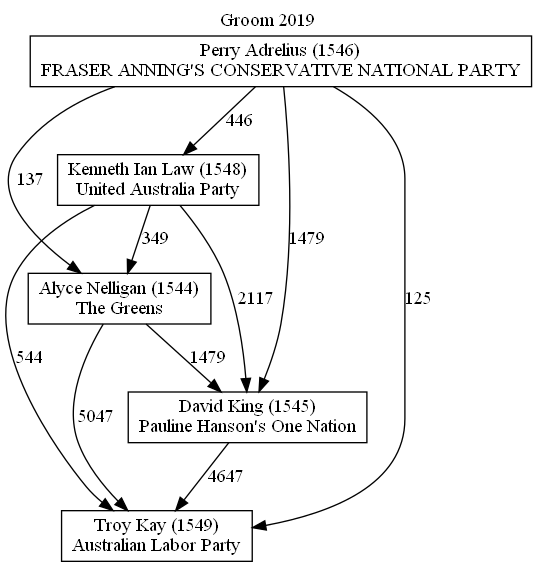 Groom 2019
Perry Adrelius (1546)
FRASER ANNING'S CONSERVATIVE NATIONAL PARTY
446
Kenneth Ian Law (1548)
United Australia Party
137
349
1479
Alyce Nelligan (1544)
The Greens
2117
125
544
1479
David King (1545)
Pauline Hanson's One Nation
5047
4647
Troy Kay (1549)
Australian Labor Party